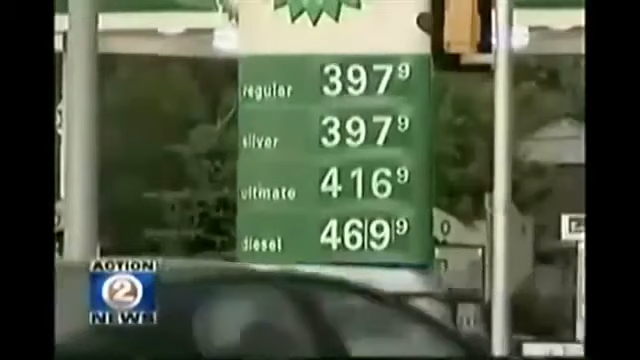 regular 397 9
silver 397 9
ultimate 416 9
diesel 469 9
ACTION
2
NEWS